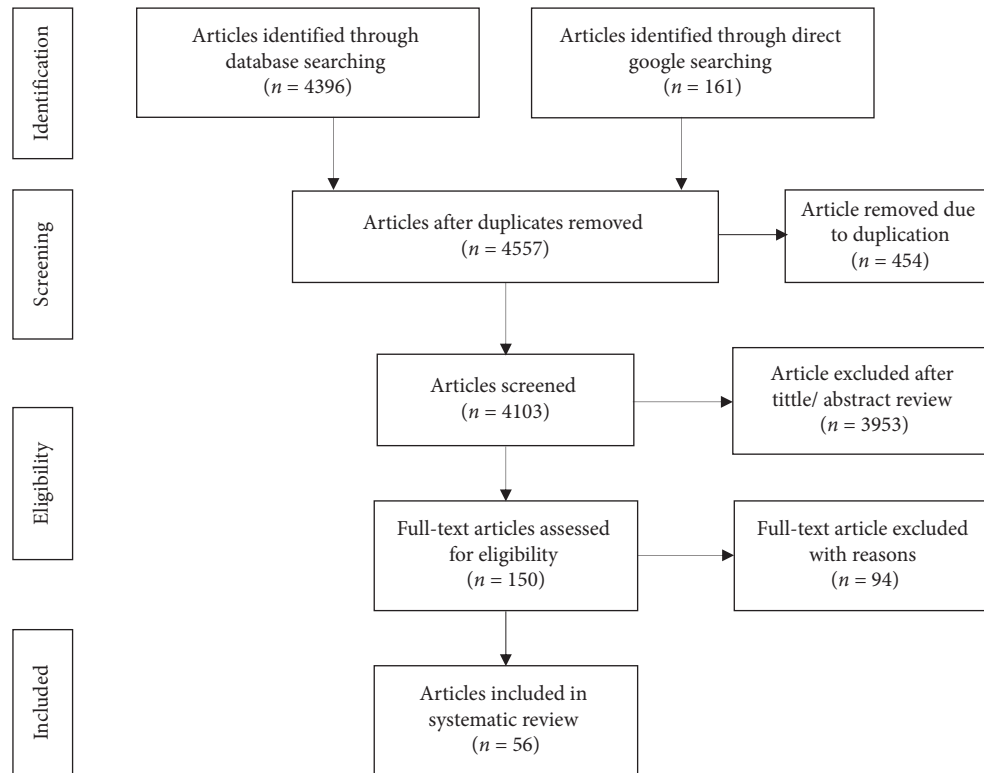 Identification
Articles identified through
database searching
(n = 4396)
Articles identified through direct
google searching
(n = 161)
Screening
Articles after duplicates removed
(n = 4557)
Article removed due
to duplication
(n = 454)
Eligibility
Articles screened
(n = 4103)
Article excluded after
tittle/ abstract review
(n = 3953)
Full-text articles assessed
for eligibility
(n = 150)
Full-text article excluded
with reasons
(n = 94)
Included
Articles included in
systematic review
(n = 56)